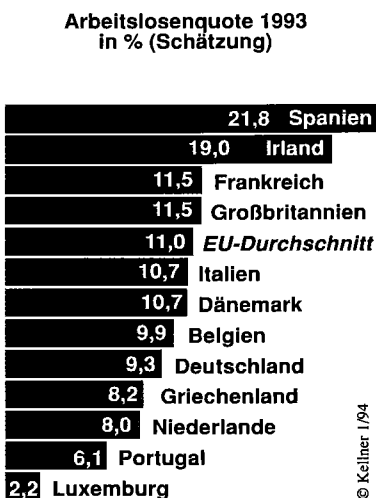 Arbeitslosenquote 1993
in % (Schätzung)
21,8 Spanien
19,0 Irland
11,5 Frankreich
11,5 Großbritannien
11,0 EU-Durchschnitt
10,7 Italien
10,7 Dänemark
9,9 Belgien
9,3 Deutschland
8,2 Griechenland
8,0 Niederlande
6,1 Portugal
2,2 Luxemburg
© Kellner 1/94